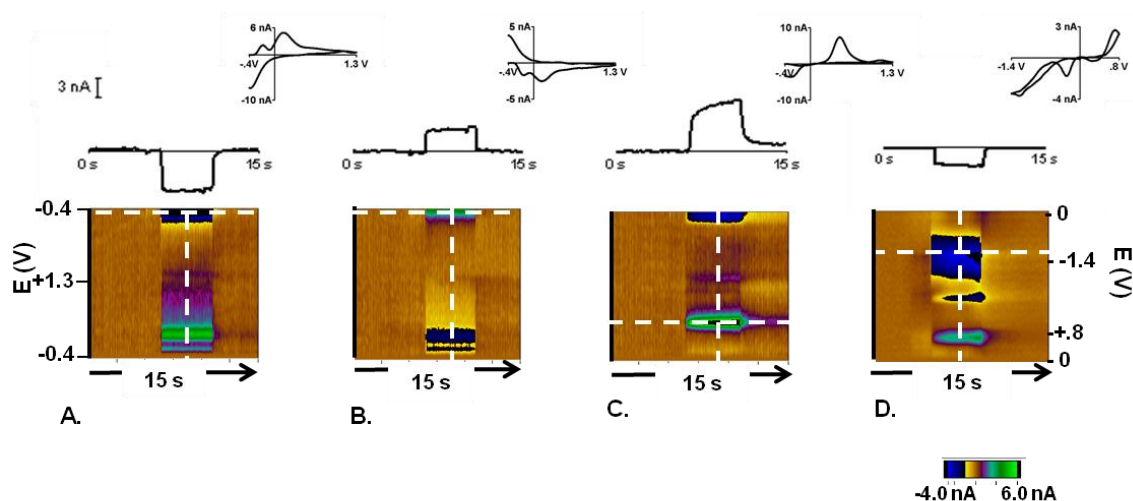 6 nA
-.4V
1.3 V
-10 nA
5 nA
-.4V
1.3 V
-5 nA
10 nA
-.4 V
1.3 V
-10 nA
3 nA
-1.4 V
.8 V
-4 nA
3 nA
0 s
15 s
0 s
15 s
0 s
15 s
0 s
15 s
-0.4
+1.3
-0.4
E (V)
- 0
-1.4
+.8
0
E (V)
15 s
15 s
15 s
15 s
A.
B.
C.
D.
-4.0 nA
6.0 nA